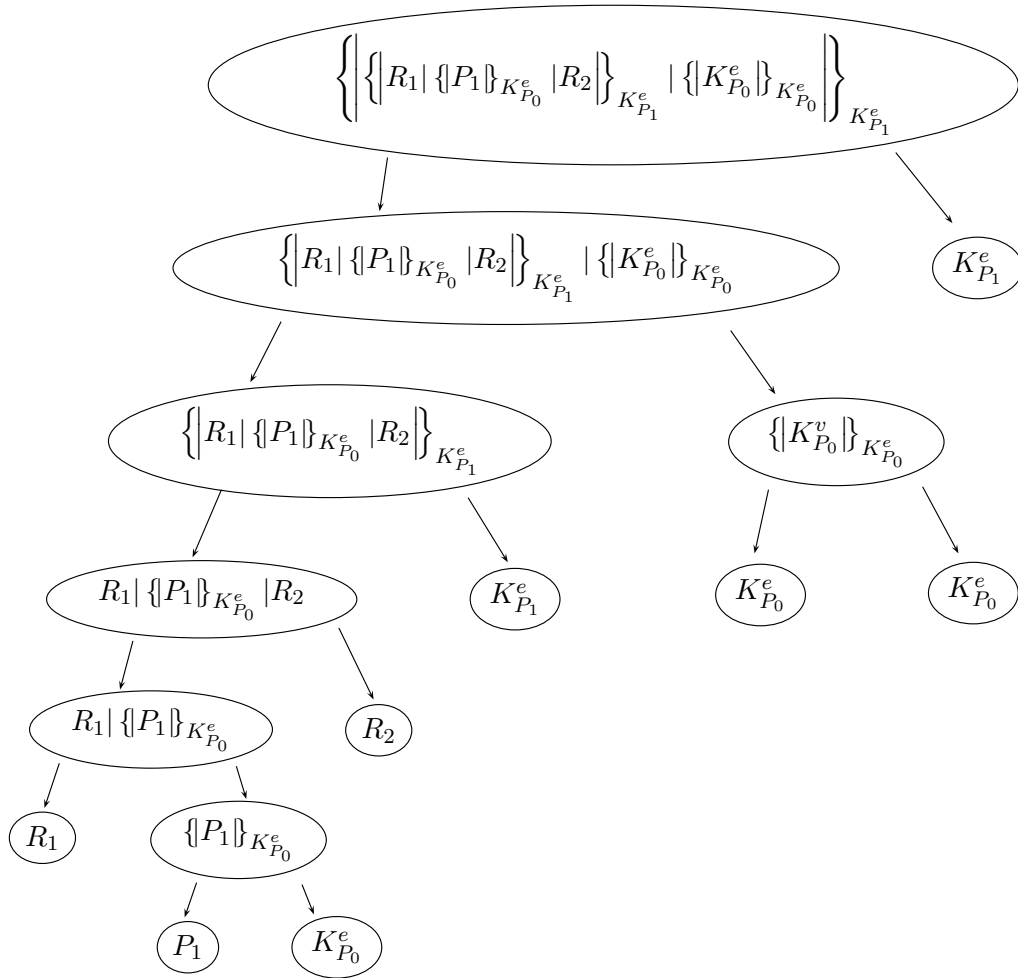 {| {| R_1 | {|P_1|}_{K^e_{P_0}} | R_2 |}_{K^e_{P_1}} | {|K^e_{P_0}|}_{K^e_{P_0}} |}_{K^e_{P_1}}
{| R_1 | {|P_1|}_{K^e_{P_0}} | R_2 |}_{K^e_{P_1}} | {|K^e_{P_0}|}_{K^e_{P_0}}
K^e_{P_1}
{| R_1 | {|P_1|}_{K^e_{P_0}} | R_2 |}_{K^e_{P_1}}
{|K^v_{P_0}|}_{K^e_{P_0}}
R_1 | {|P_1|}_{K^e_{P_0}} | R_2
K^e_{P_1}
K^e_{P_0}
K^e_{P_0}
R_1 | {|P_1|}_{K^e_{P_0}}
R_2
R_1
{|P_1|}_{K^e_{P_0}}
P_1
K^e_{P_0}